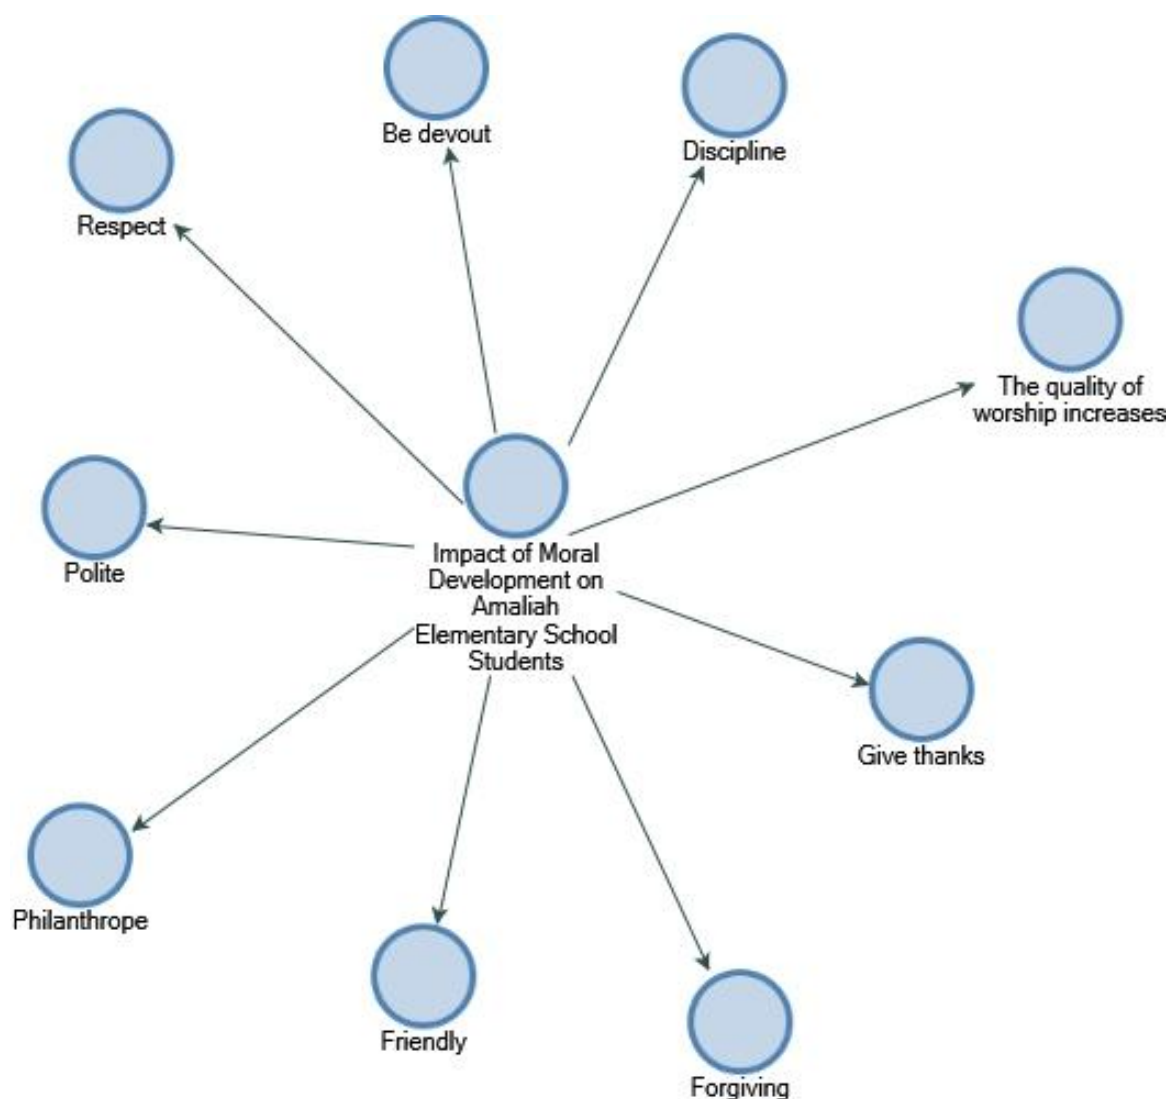 Be devout
Discipline
Respect
The quality of
worship increases
Impact of Moral
Development on
Amaliah
Elementary School
Students
Polite
Give thanks
Philanthrope
Friendly
Forgiving